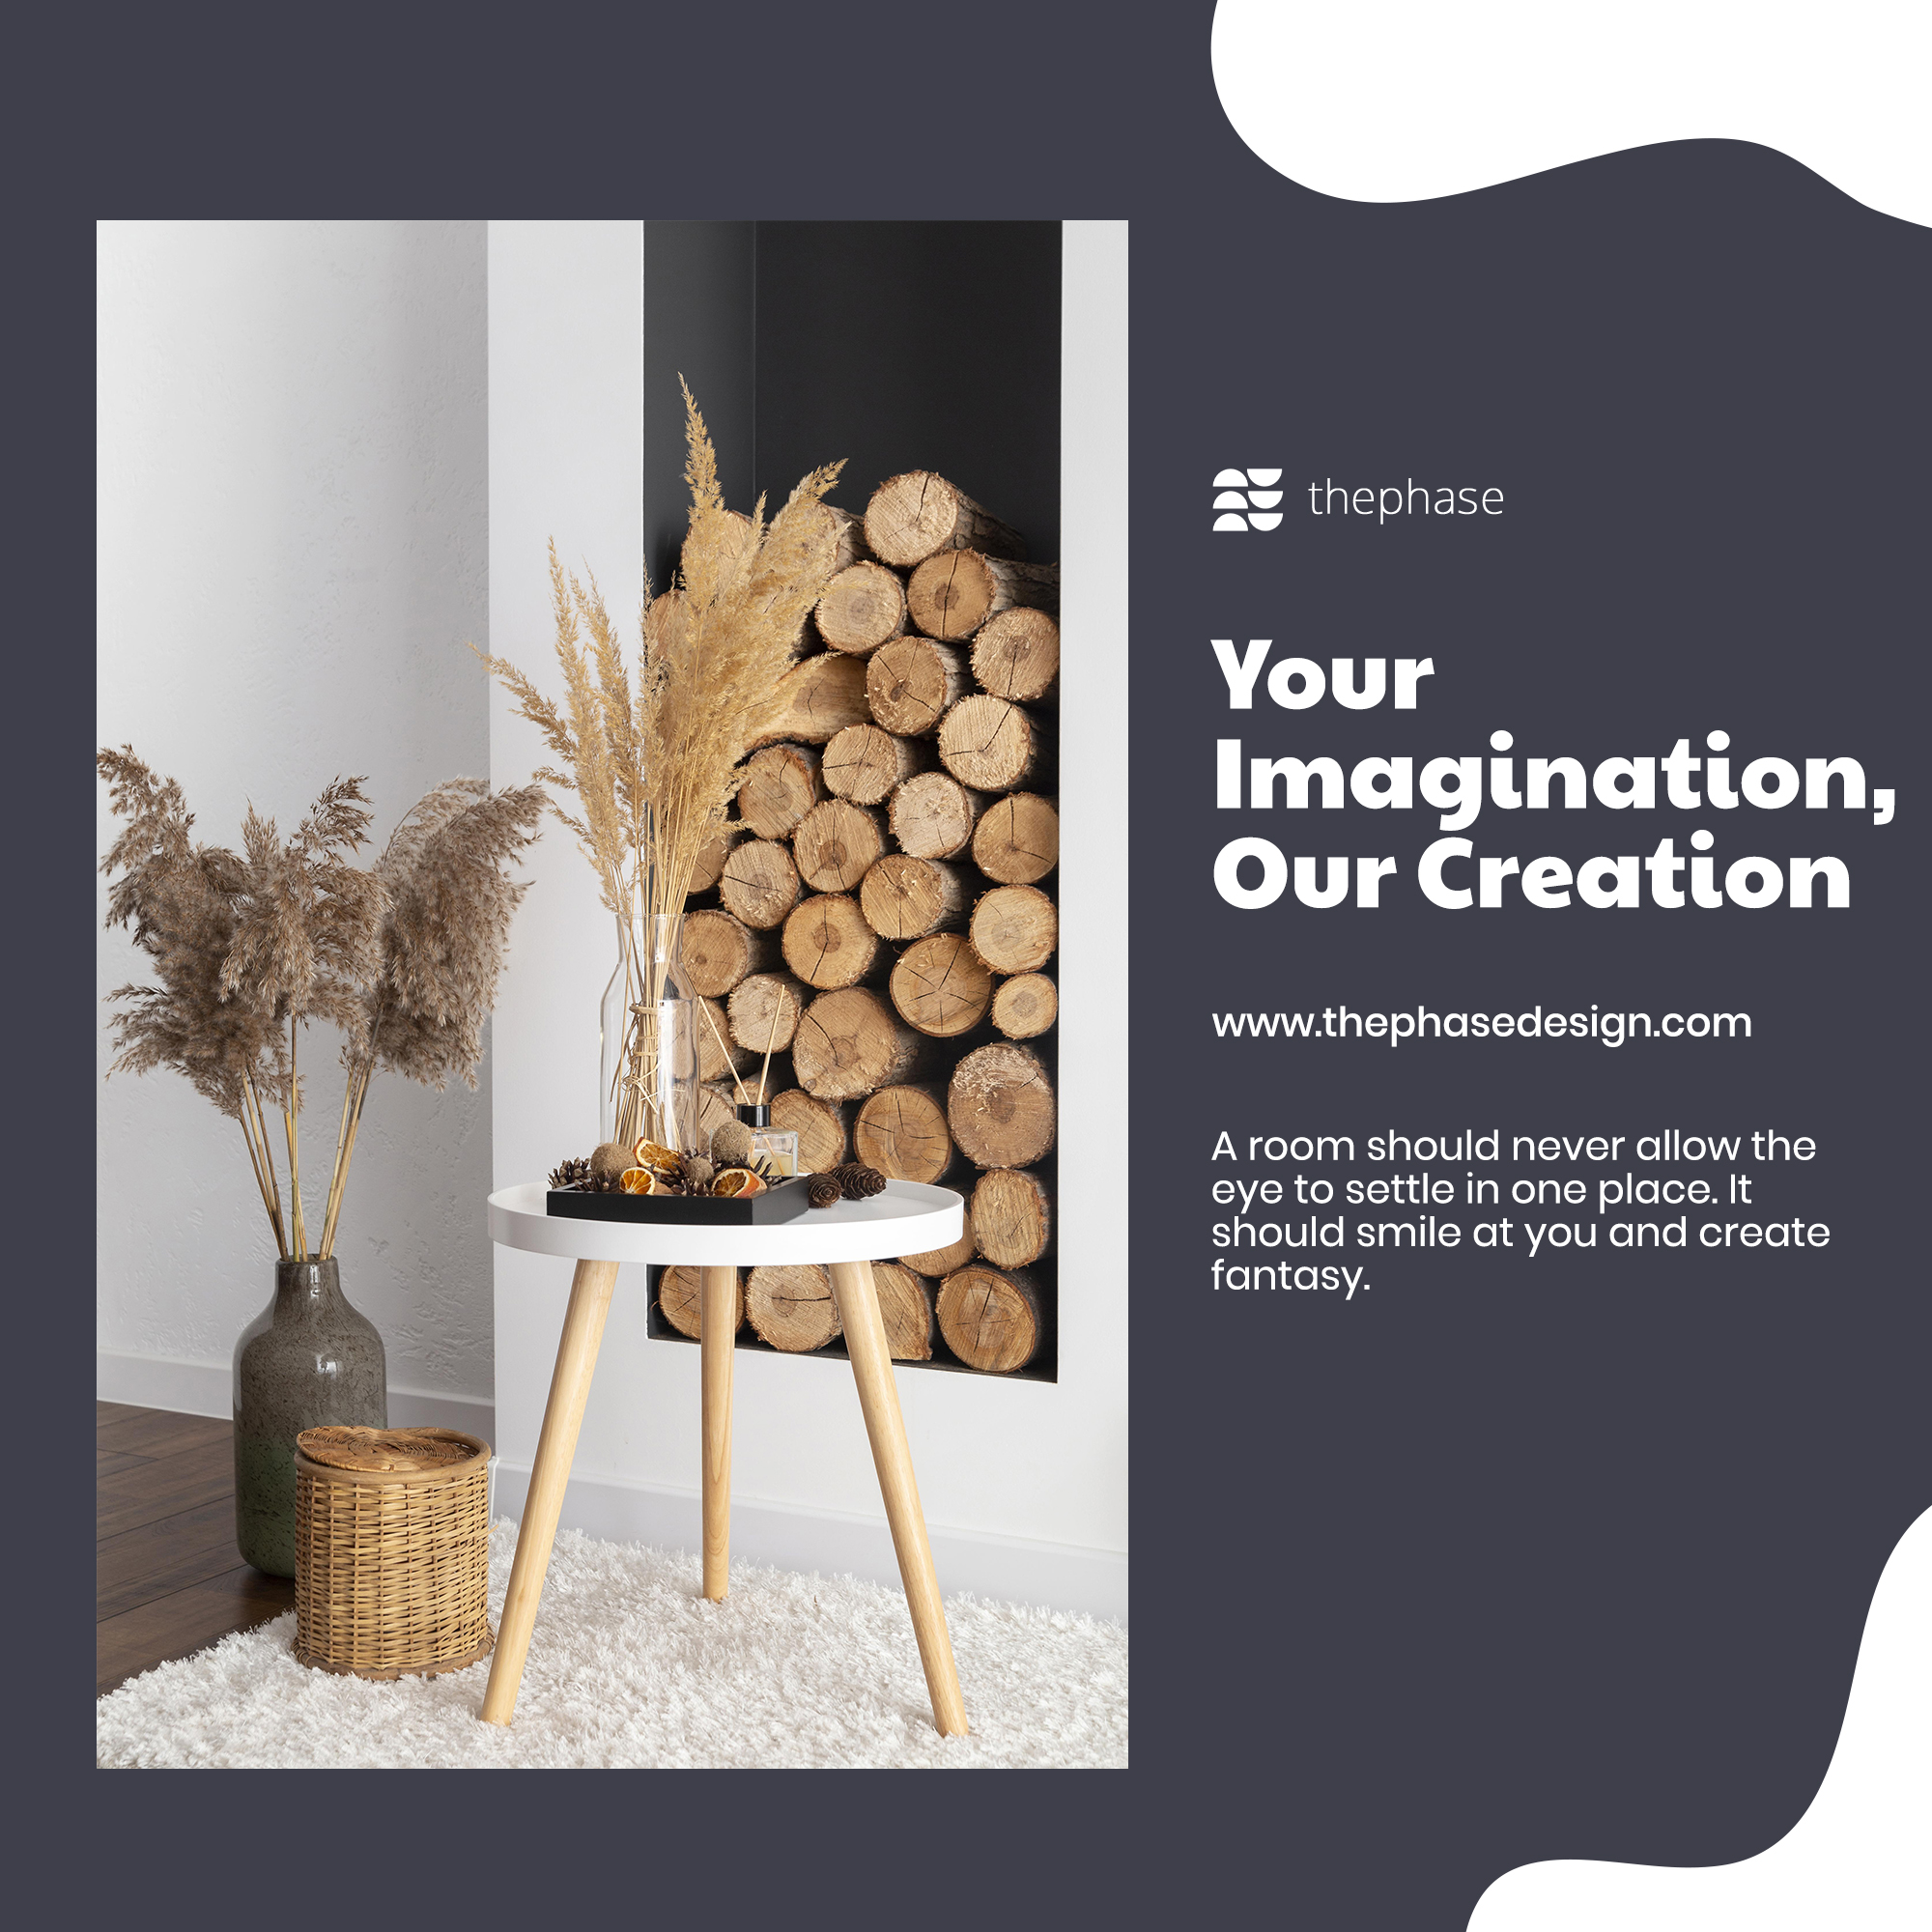 thephase
Your
Imagination,
Our Creation
www.thephasedesign.com
A room should never allow the
eye to settle in one place. It
should smile at you and create
fantasy.